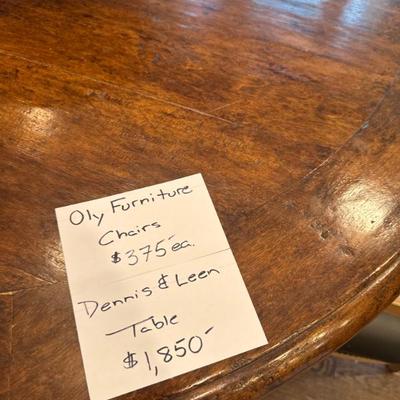 Oly Furniture
Chairs
$375- ea.
Dennis & Leen
Table
$1,850-